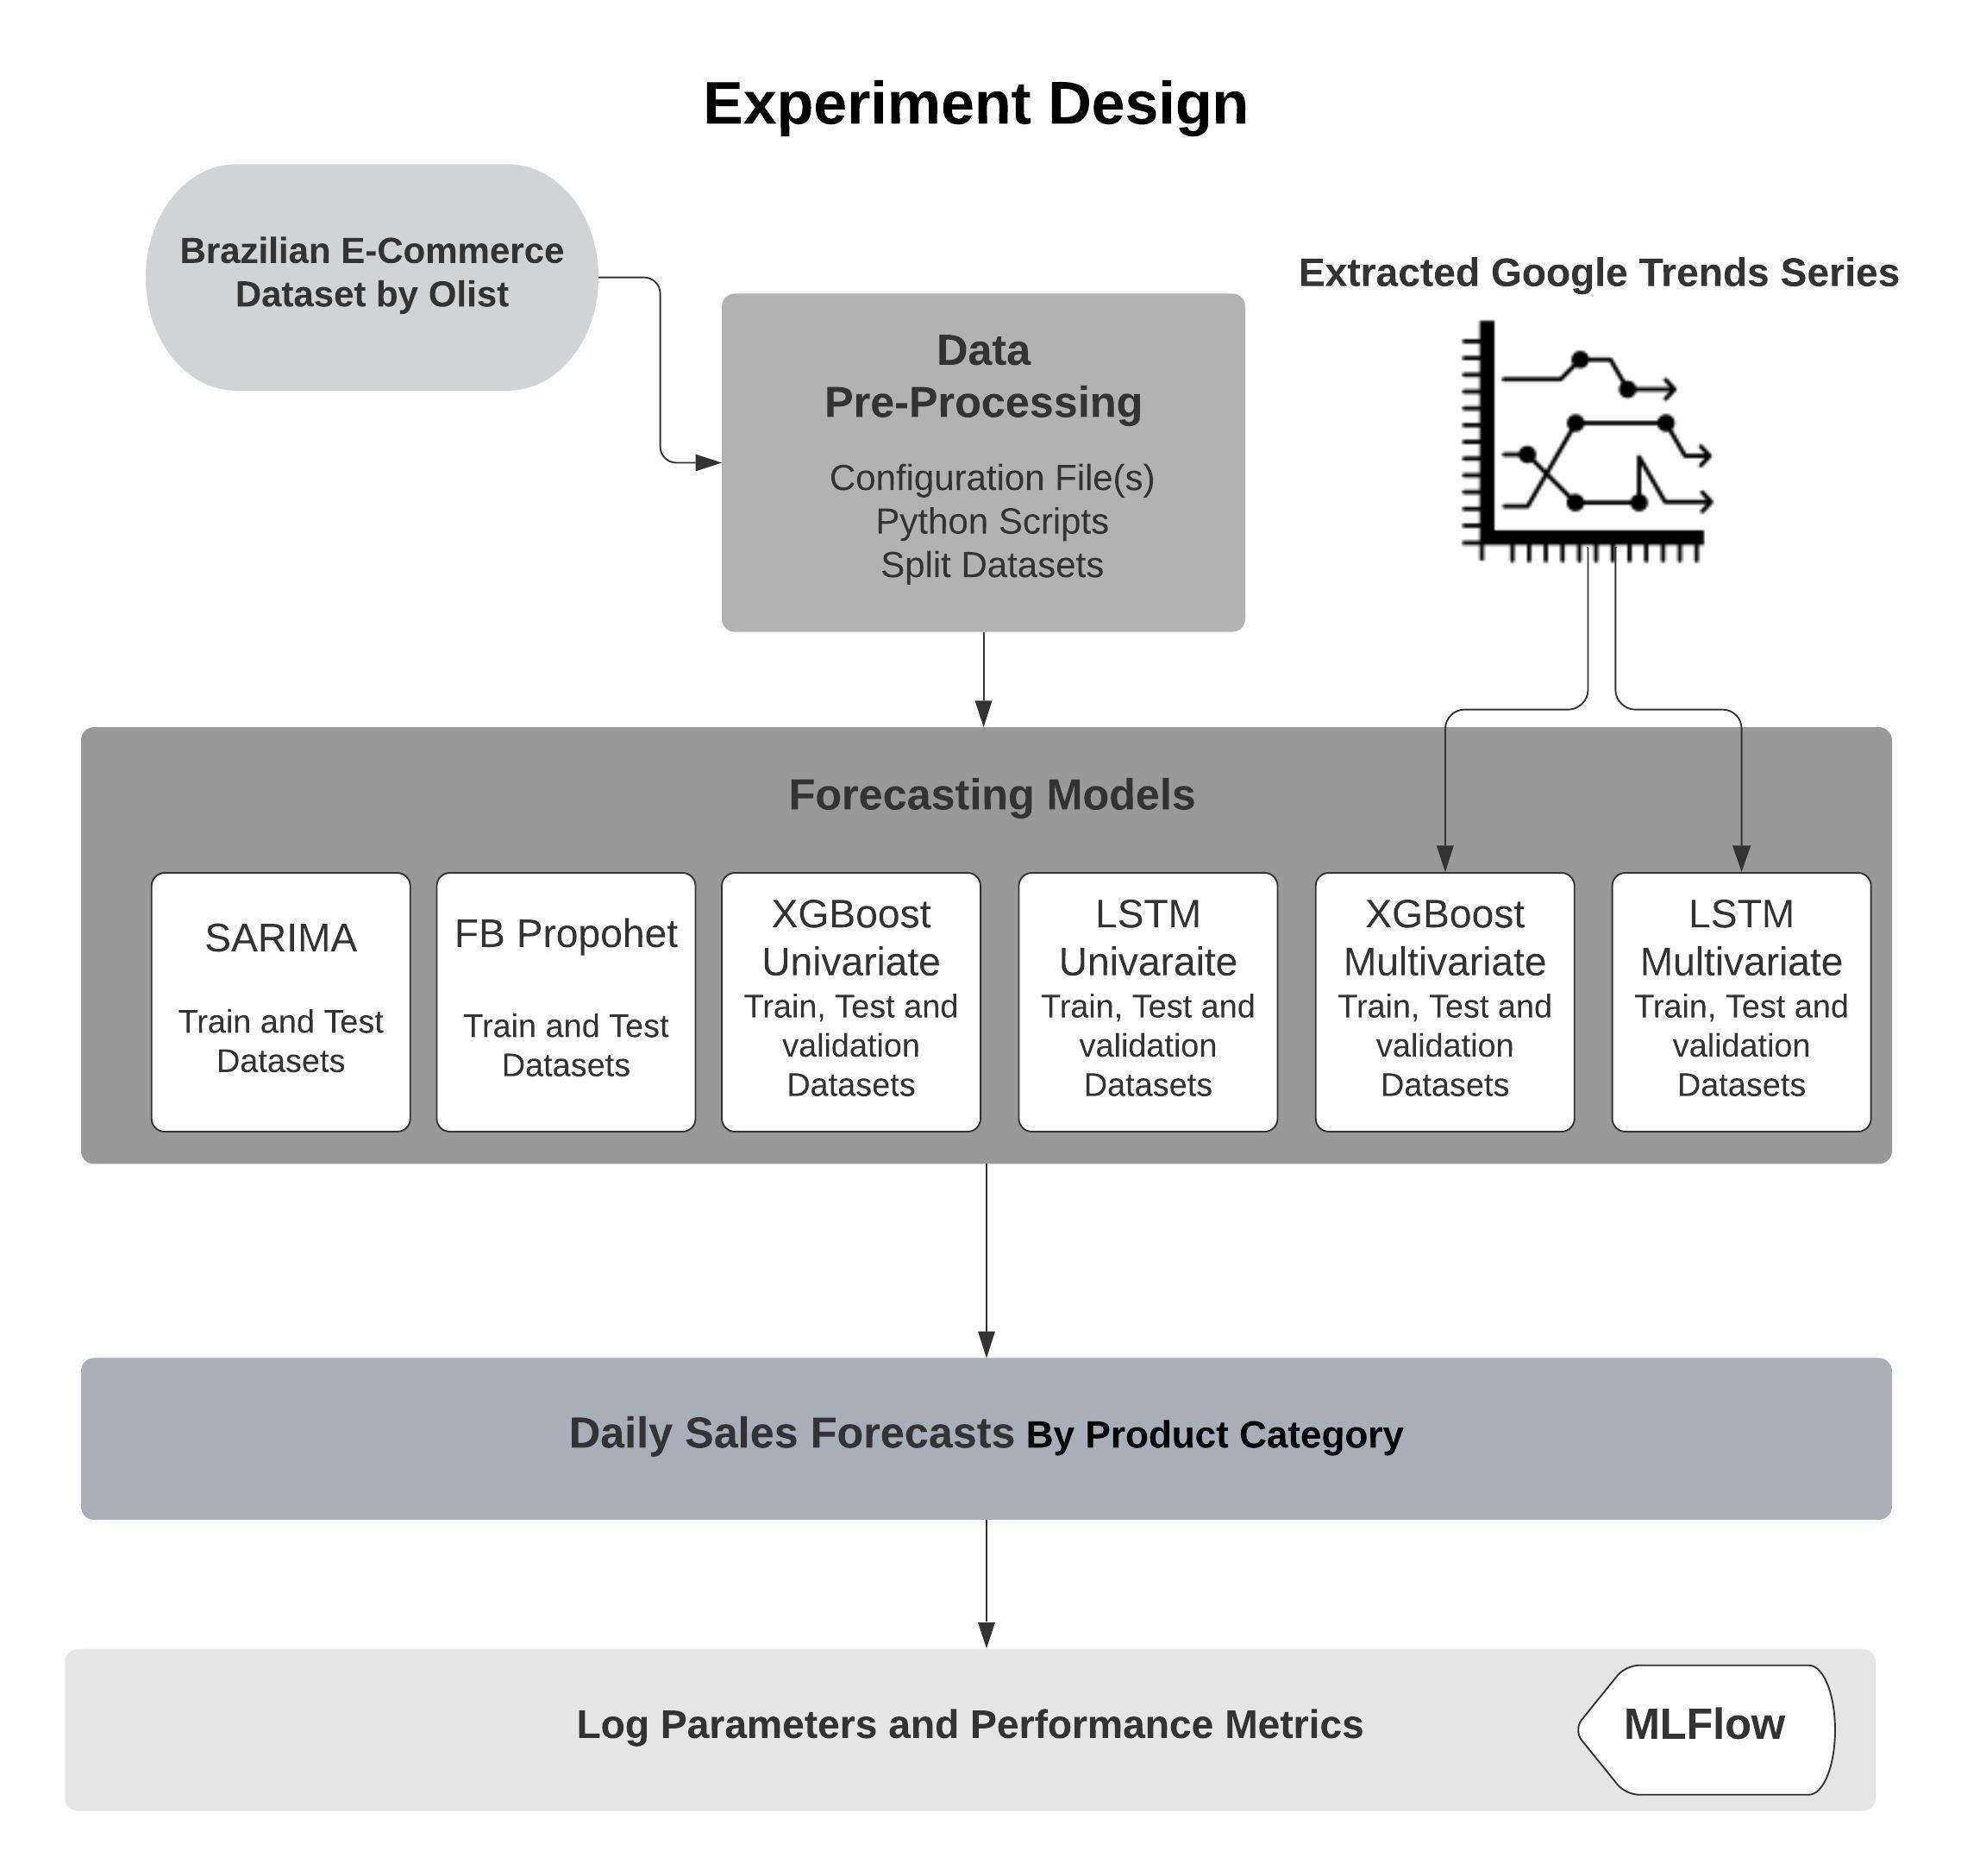 Experiment Design
Brazilian E-Commerce
Dataset by Olist
Data
Pre-Processing
Configuration File(s)
Python Scripts
Split Datasets
Extracted Google Trends Series
Forecasting Models
SARIMA
Train and Test
Datasets
FB Propohet
Train and Test
Datasets
XGBoost
Univariate
Train, Test and
validation
Datasets
LSTM
Univaraite
Train, Test and
validation
Datasets
XGBoost
Multivariate
Train, Test and
validation
Datasets
LSTM
Multivariate
Train, Test and
validation
Datasets
Daily Sales Forecasts By Product Category
Log Parameters and Performance Metrics
MLFlow